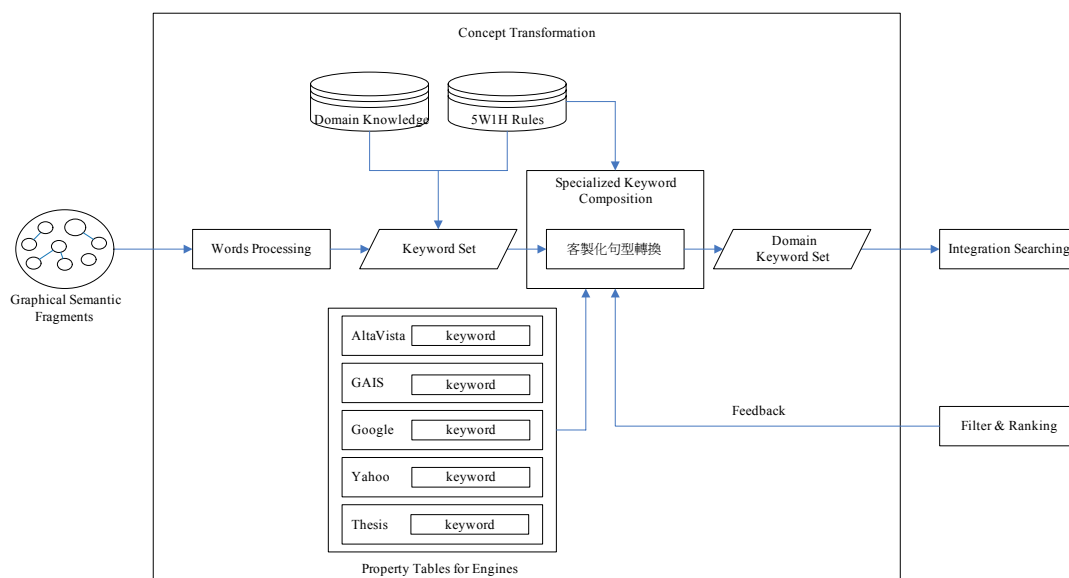 Concept Transformation
Domain Knowledge
5W1H Rules
Specialized Keyword
Composition
Words Processing
Keyword Set
客製化句型轉換
Domain
Keyword Set
Integration Searching
Graphical Semantic
Fragments
AltaVista
keyword
GAIS
keyword
Google
keyword
Yahoo
keyword
Thesis
keyword
Feedback
Filter & Ranking
Property Tables for Engines